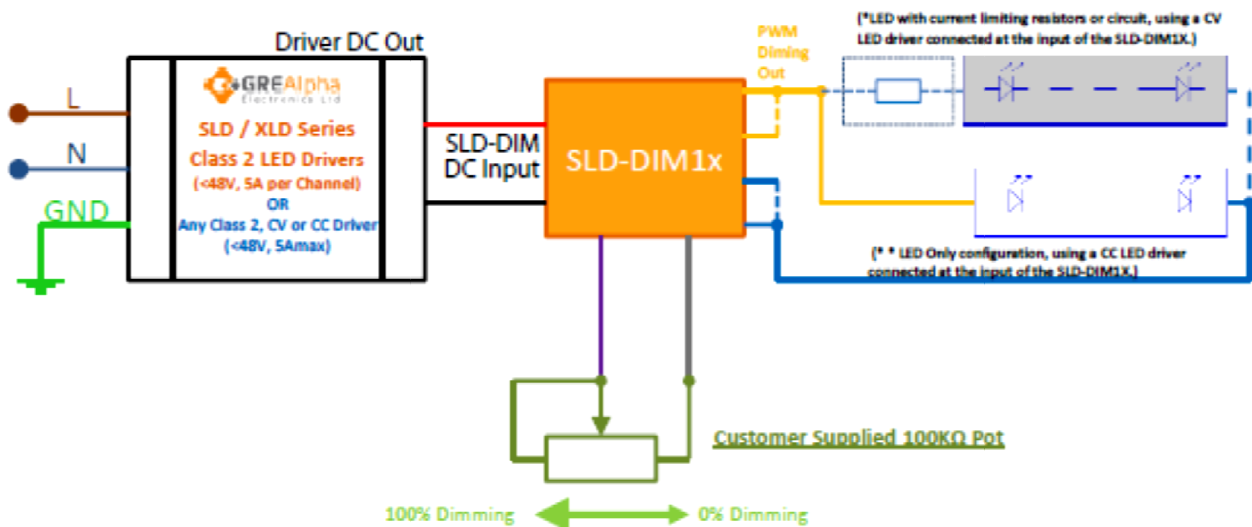 Driver DC Out
GREAlpha
Electronics Ltd
SLD / XLD Series
Class 2 LED Drivers
(<48V, 5A per Channel)
OR
Any Class 2, CV or CC Driver
(<48V, 5Amax)
L
N
GND
SLD-DIM
DC Input
SLD-DIM1x
PWM
Diming
Out
(*LED with current limiting resistors or circuit, using a CV
LED driver connected at the input of the SLD-DIM1X.)
(* * LED Only configuration, using a CC LED driver
connected at the input of the SLD-DIM1X.)
Customer Supplied 100KΩ Pot
100% Dimming
0% Dimming